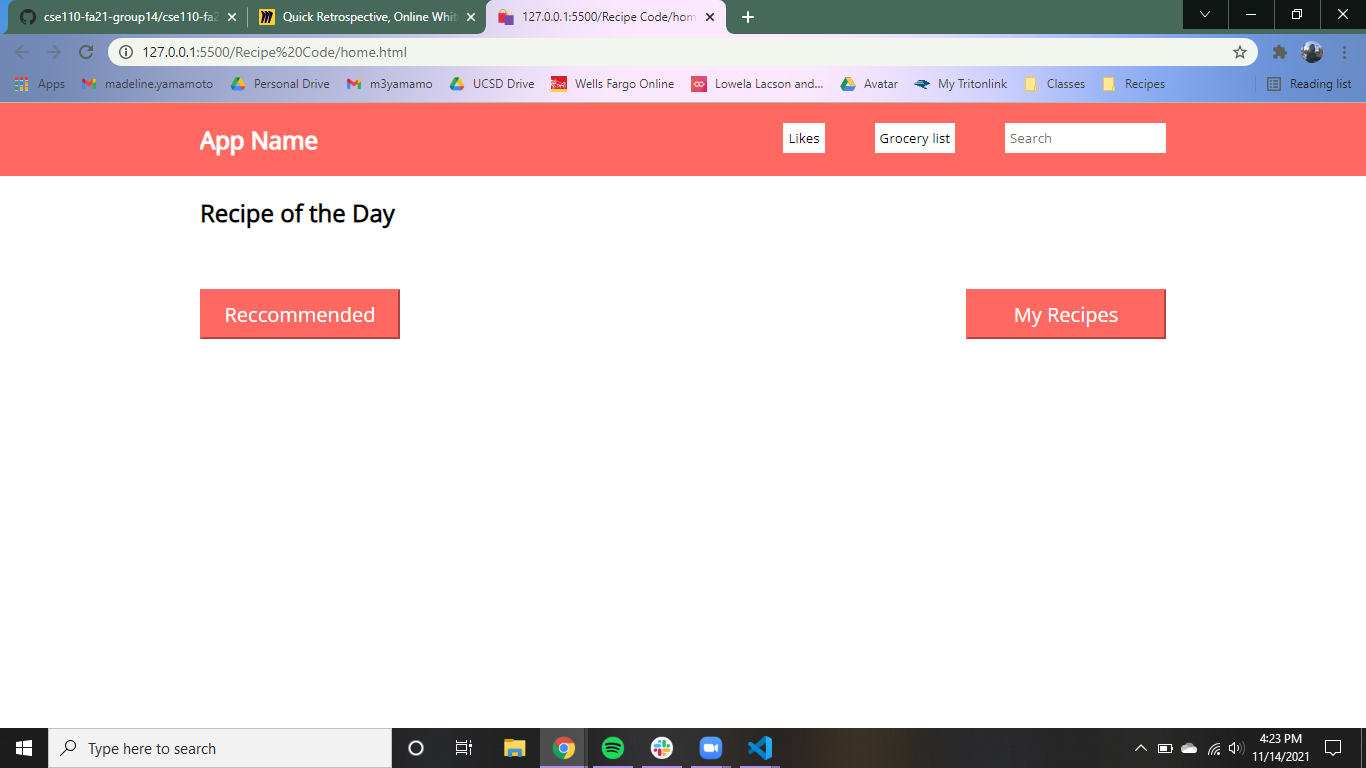 cse110-fa21-group14/cse110-fa2
Quick Retrospective, Online Whit
127.0.0.1:5500/Recipe Code/hom
127.0.0.1:5500/Recipe%20Code/home.html
Apps madeline.yamamoto Personal Drive m3yamamo UCSD Drive Wells Fargo Online Lowela Lacson and... Avatar My Tritonlink Classes Recipes Reading list
App Name Likes Grocery list Search
Recipe of the Day
Reccommended My Recipes
Type here to search
4:23 PM
11/14/2021